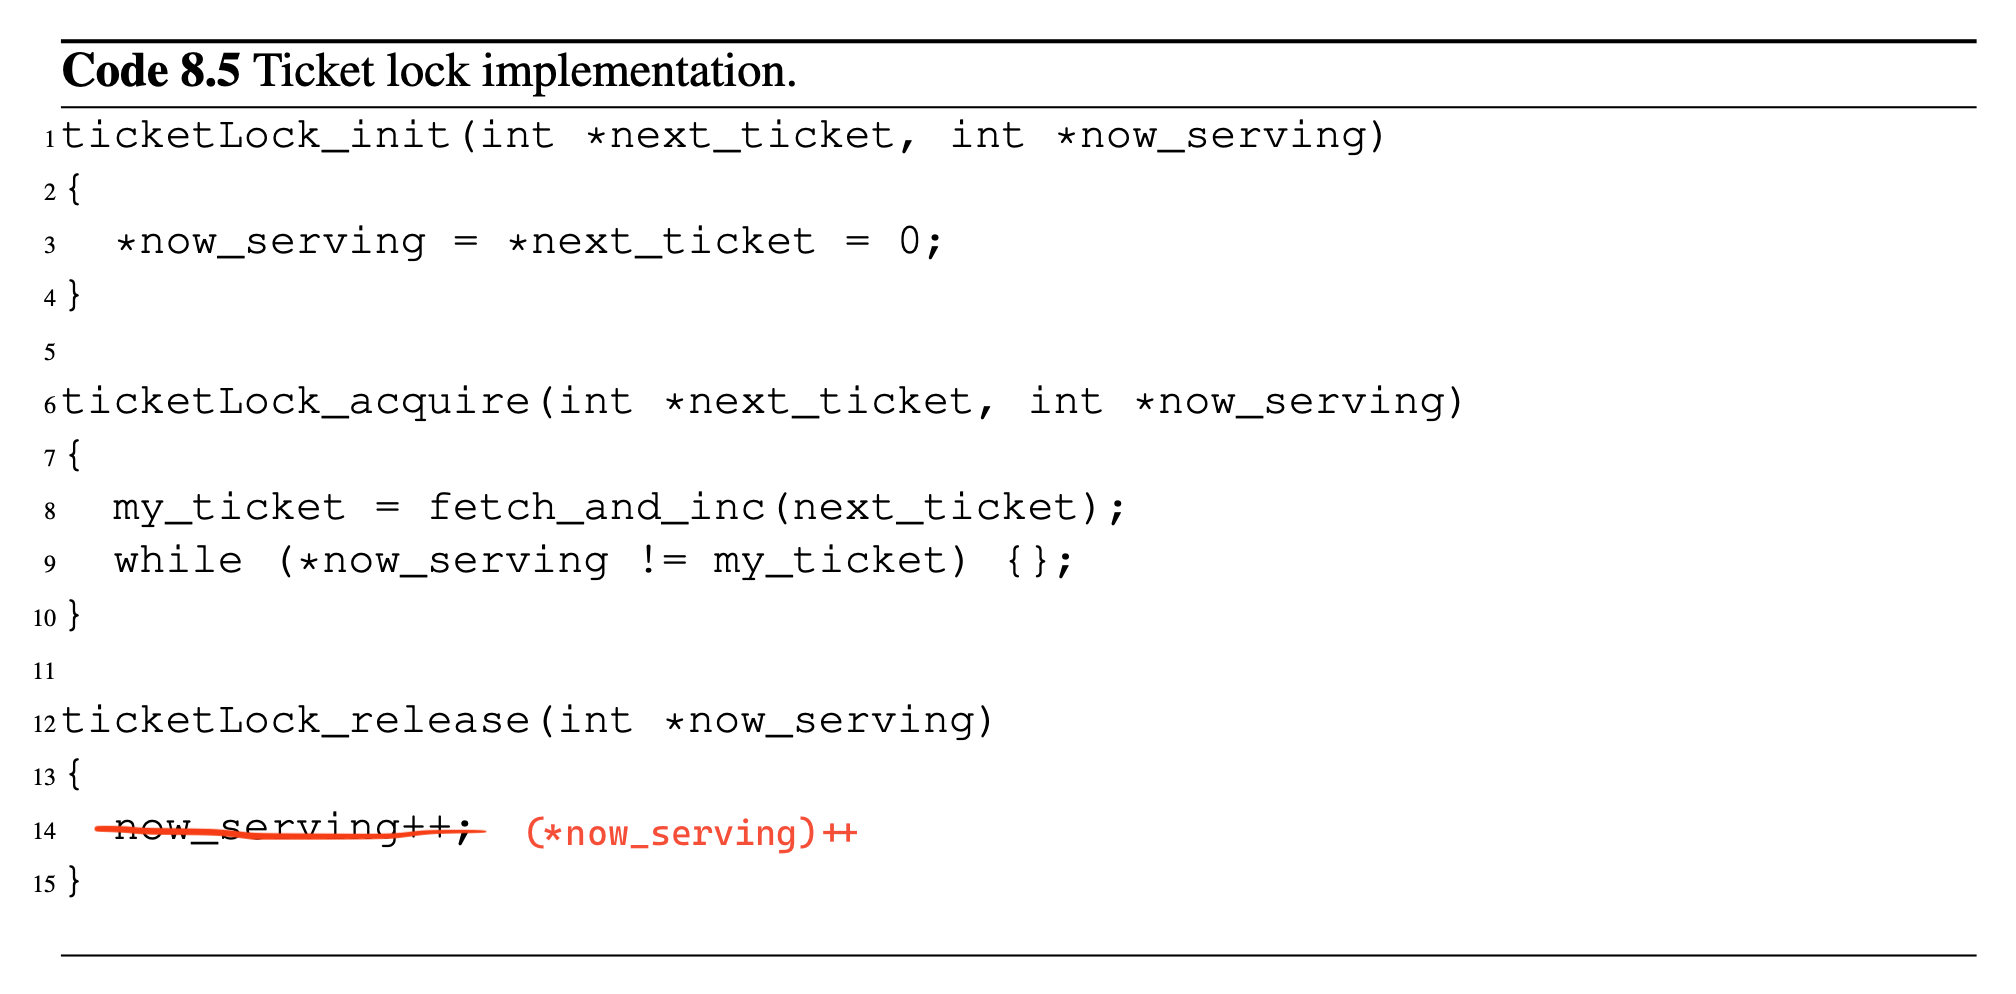 Code 8.5 Ticket lock implementation.
1 ticketLock_init(int *next_ticket, int *now_serving)
2 {
3   *now_serving = *next_ticket = 0;
4 }
5
6 ticketLock_acquire(int *next_ticket, int *now_serving)
7 {
8   my_ticket = fetch_and_inc(next_ticket);
9   while (*now_serving != my_ticket) {};
10 }
11
12 ticketLock_release(int *now_serving)
13 {
14   now_serving++; (*now_serving)++
15 }